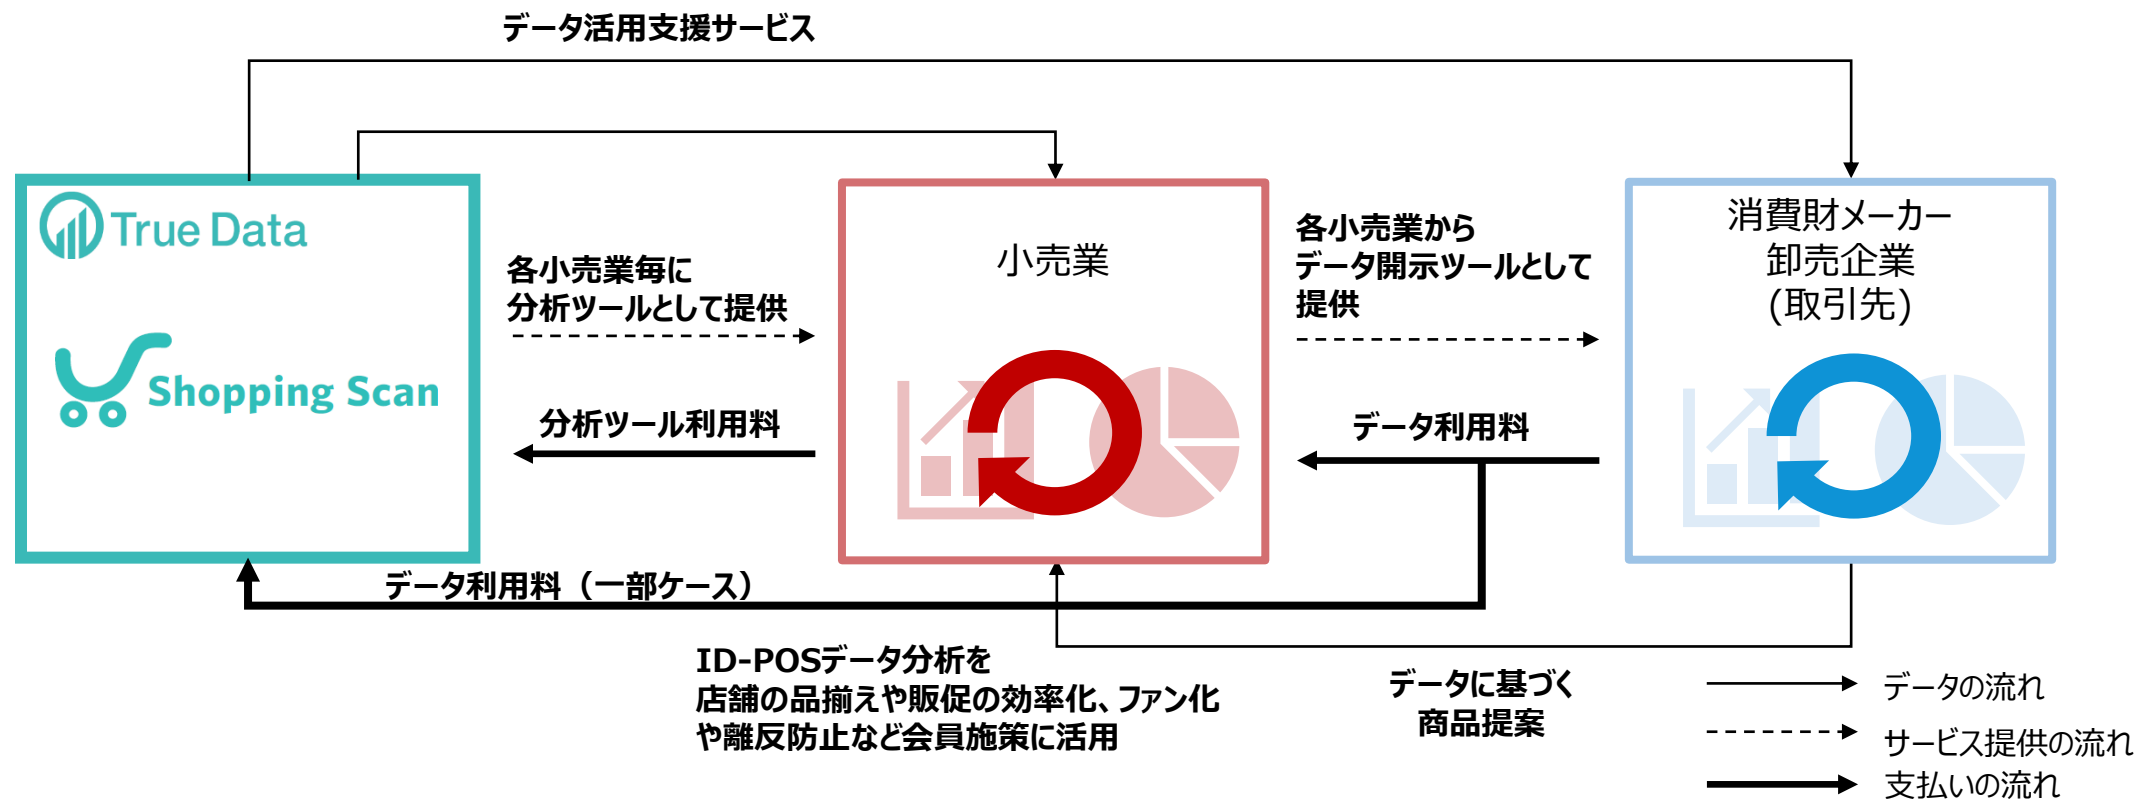 データ活用支援サービス
True Data
Shopping Scan
各小売業毎に
分析ツールとして提供
分析ツール利用料
小売業
各小売業から
データ開示ツールとして
提供
データ利用料
消費財メーカー
卸売企業
(取引先)
データ利用料（一部ケース）
ID-POSデータ分析を
店舗の品揃えや販促の効率化、ファン化
や離反防止など会員施策に活用
データに基づく
商品提案
データの流れ
サービス提供の流れ
支払いの流れ